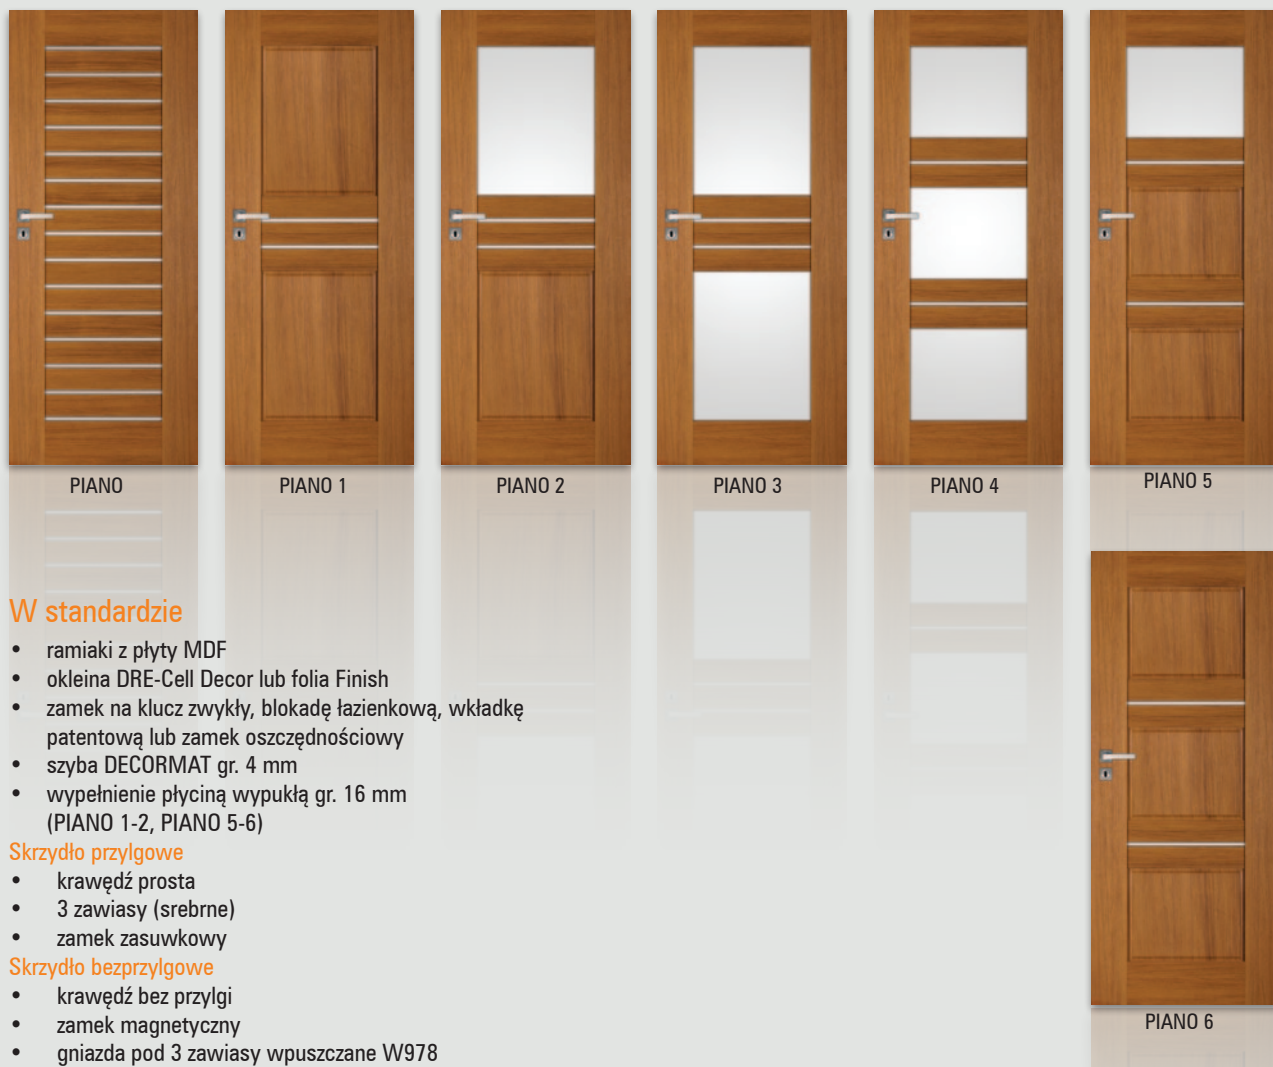 PIANO
PIANO 1
PIANO 2
PIANO 3
PIANO 4
PIANO 5
W standardzie
• ramiaki z płyty MDF
• okleina DRE-Cell Decor lub folia Finish
• zamek na klucz zwykły, blokadę łazienkową, wkładkę
patentową lub zamek oszczędnościowy
• szyba DECORMAT gr. 4 mm
• wypełnienie płyciną wypukłą gr. 16 mm
(PIANO 1-2, PIANO 5-6)
Skrzydło przylgowe
• krawędź prosta
• 3 zawiasy (srebrne)
• zamek zasuwkowy
Skrzydło bezprzylgowe
• krawędź bez przylgi
• zamek magnetyczny
• gniazda pod 3 zawiasy wpuszczane W978
PIANO 6